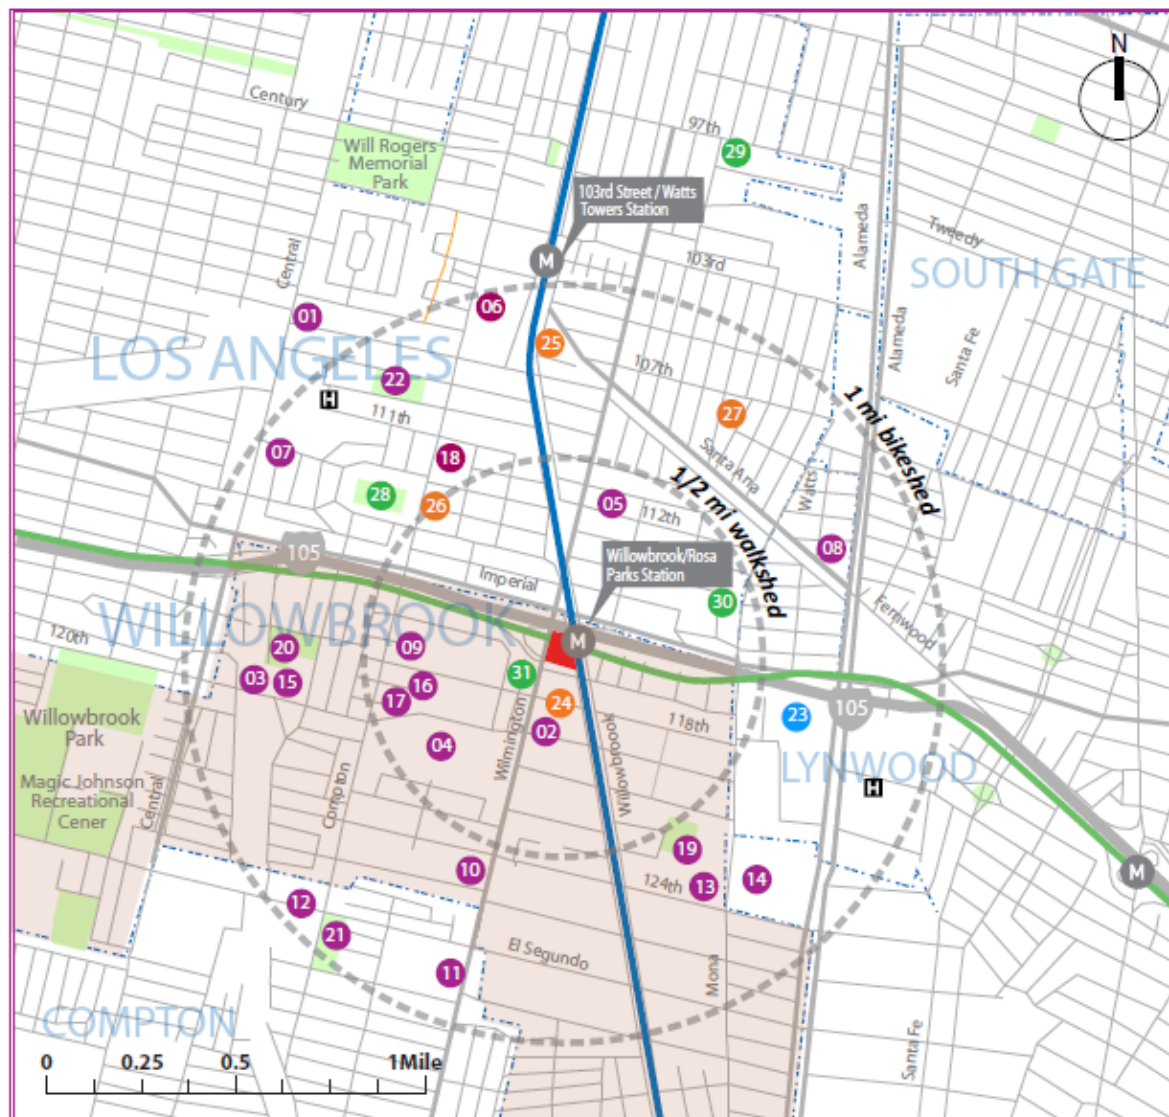 N
Century
97th
Will Rogers
Memorial
Park
29
103rd Street / Watts
Towers Station
Alameda
Tweedy
Central
M
103rd
SOUTH GATE
06
01
25
Alameda
Santa Fe
LOS ANGELES
107th
22
H
111th
27
1 mi bikeshed
07
18
Santa Ana
28
26
05
1/2 mi walkshed
Watts
112th
105
Imperial
Willowbrook/Rosa
Parks Station
08
30
Fernwood
WILLOWBROOK
120th
20
09
M
03
15
16
31
17
24
02
118th
23
105
Willowbrook
Park
04
Wilmington
Willowbroook
LYNWOOD
Magic Johnson
Recreational
Cener
Central
Compton
H
19
10
124th
13
14
M
12
21
El Segundo
11
Mona
COMPTON
Santa Fe
0
0.25
0.5
1Mile